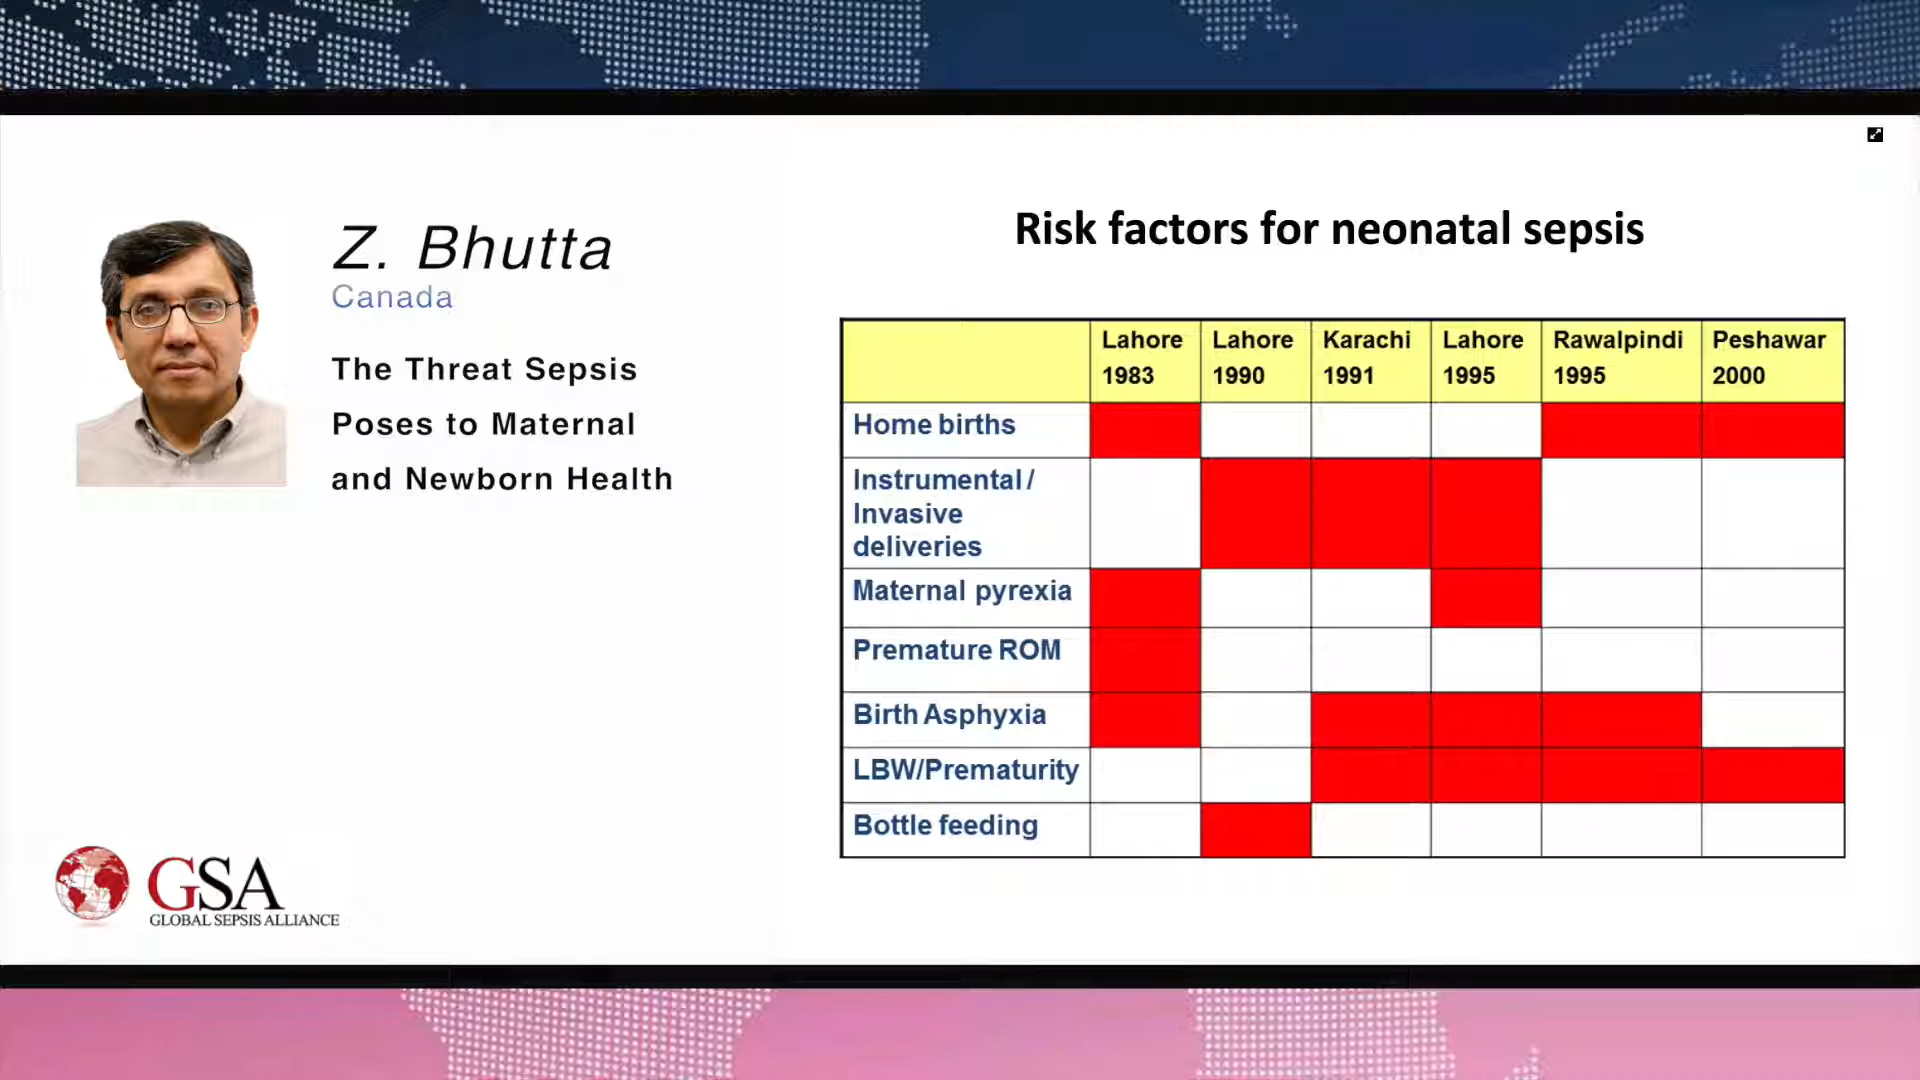 Z. Bhutta
Canada
The Threat Sepsis
Poses to Maternal
and Newborn Health
GSA
GLOBAL SEPSIS ALLIANCE
Risk factors for neonatal sepsis
Lahore 1983 Lahore 1990 Karachi 1991 Lahore 1995 Rawalpindi 1995 Peshawar 2000
Home births
Instrumental /
Invasive
deliveries
Maternal pyrexia
Premature ROM
Birth Asphyxia
LBW/Prematurity
Bottle feeding